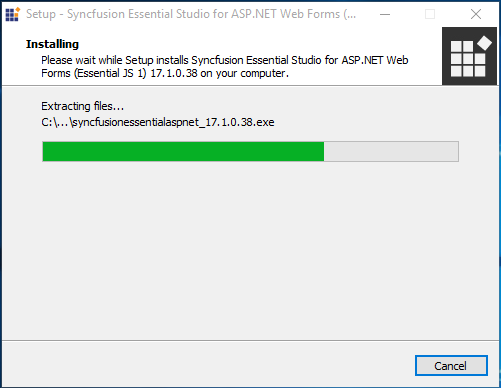 Setup - Syncfusion Essential Studio for ASP.NET Web Forms (...
Installing
Please wait while Setup installs Syncfusion Essential Studio for ASP.NET Web
Forms (Essential JS 1) 17.1.0.38 on your computer.
Extracting files...
C:\...\syncfusionessentialaspnet_17.1.0.38.exe
Cancel